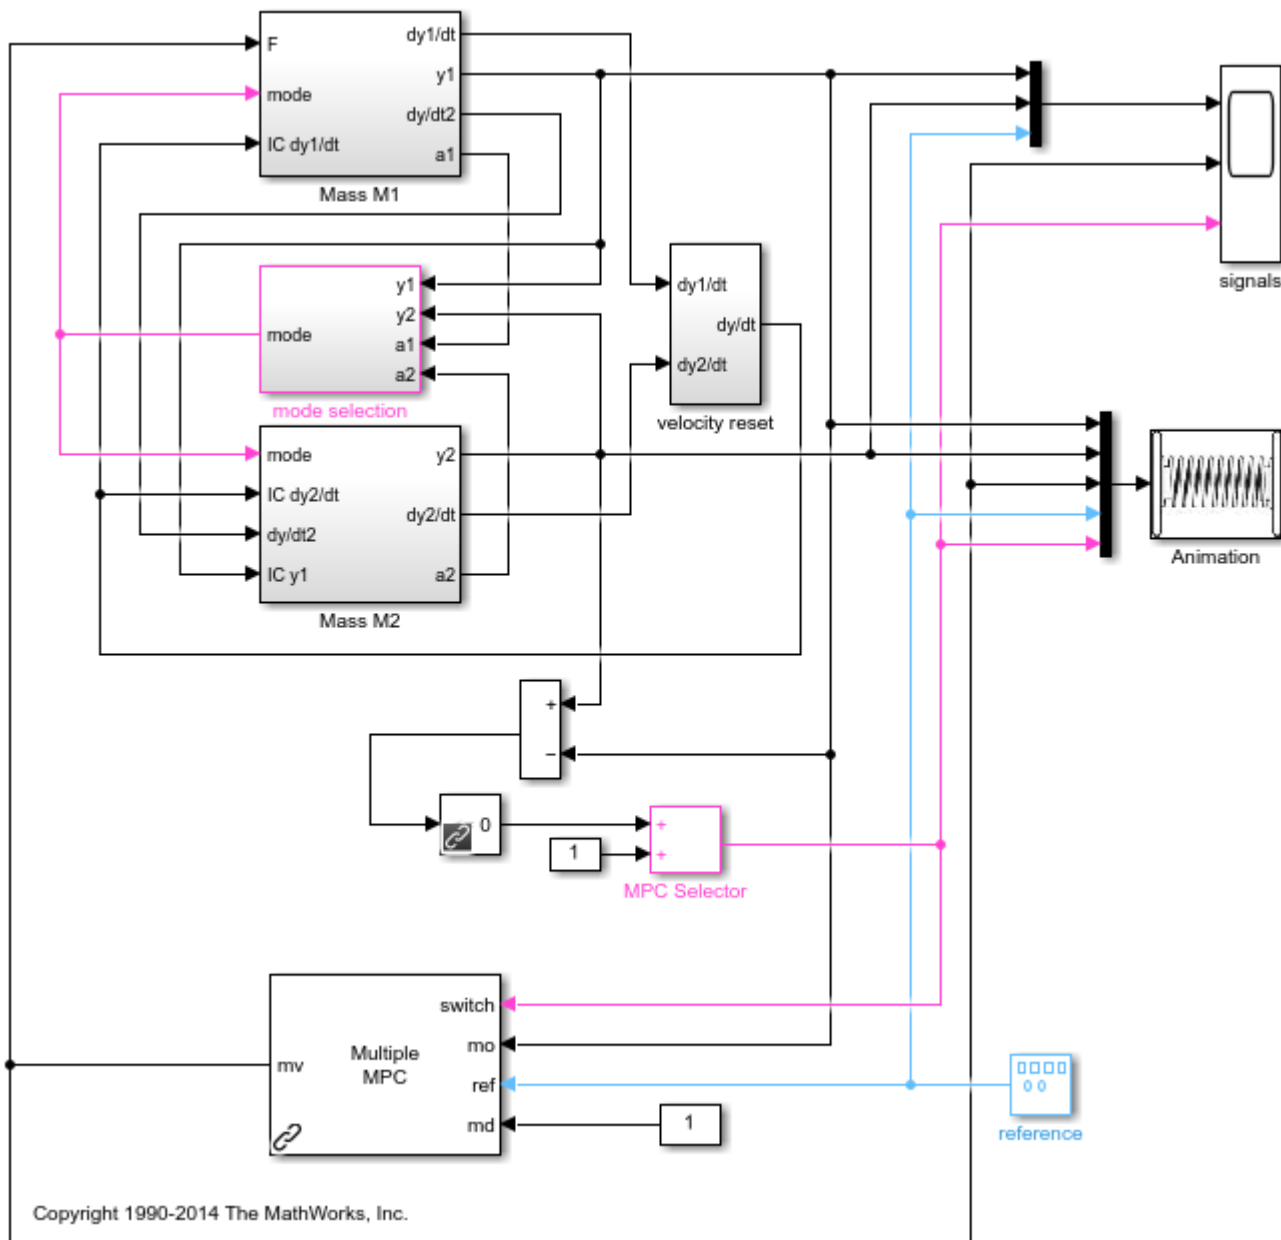 F
mode
IC dy1/dt
dy1/dt
y1
dy/dt2
a1
Mass M1
signals
mode
y1
y2
a1
a2
mode selection
dy1/dt
dy2/dt
dy/dt
velocity reset
mode
IC dy2/dt
dy/dt2
IC y1
y2
dy2/dt
a2
Mass M2
Animation
+
−
0
1
+
+
MPC Selector
mv
Multiple
MPC
switch
mo
ref
md
1
reference
Copyright 1990-2014 The MathWorks, Inc.